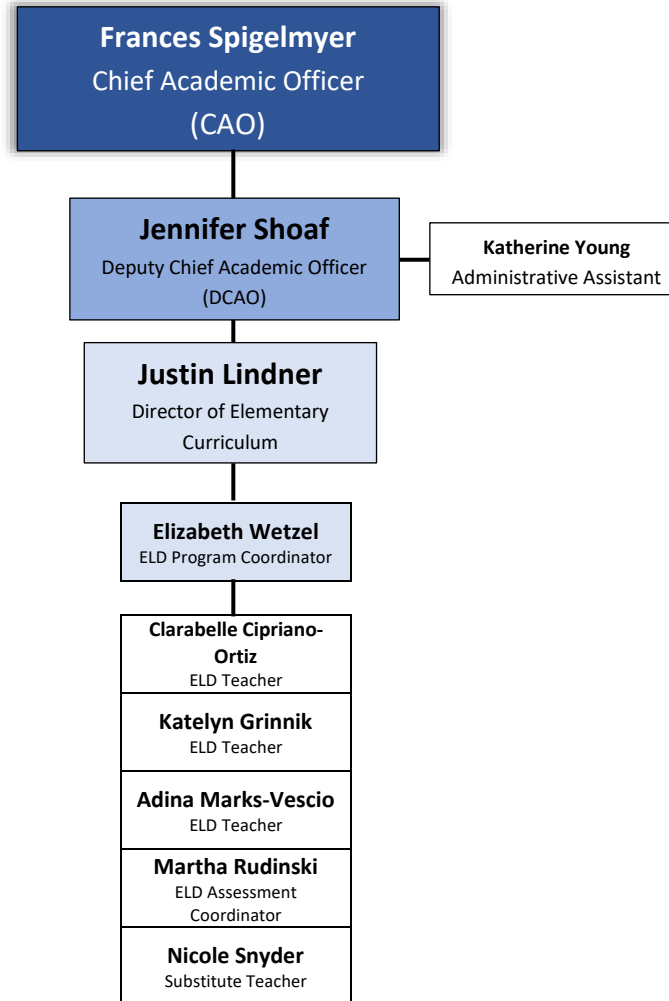 Frances Spigelmyer
Chief Academic Officer
(CAO)
Jennifer Shoaf
Deputy Chief Academic Officer
(DCAO)
Katherine Young
Administrative Assistant
Justin Lindner
Director of Elementary
Curriculum
Elizabeth Wetzel
ELD Program Coordinator
Clarabelle Cipriano-
Ortiz
ELD Teacher
Katelyn Grinnik
ELD Teacher
Adina Marks-Vescio
ELD Teacher
Martha Rudinski
ELD Assessment
Coordinator
Nicole Snyder
Substitute Teacher